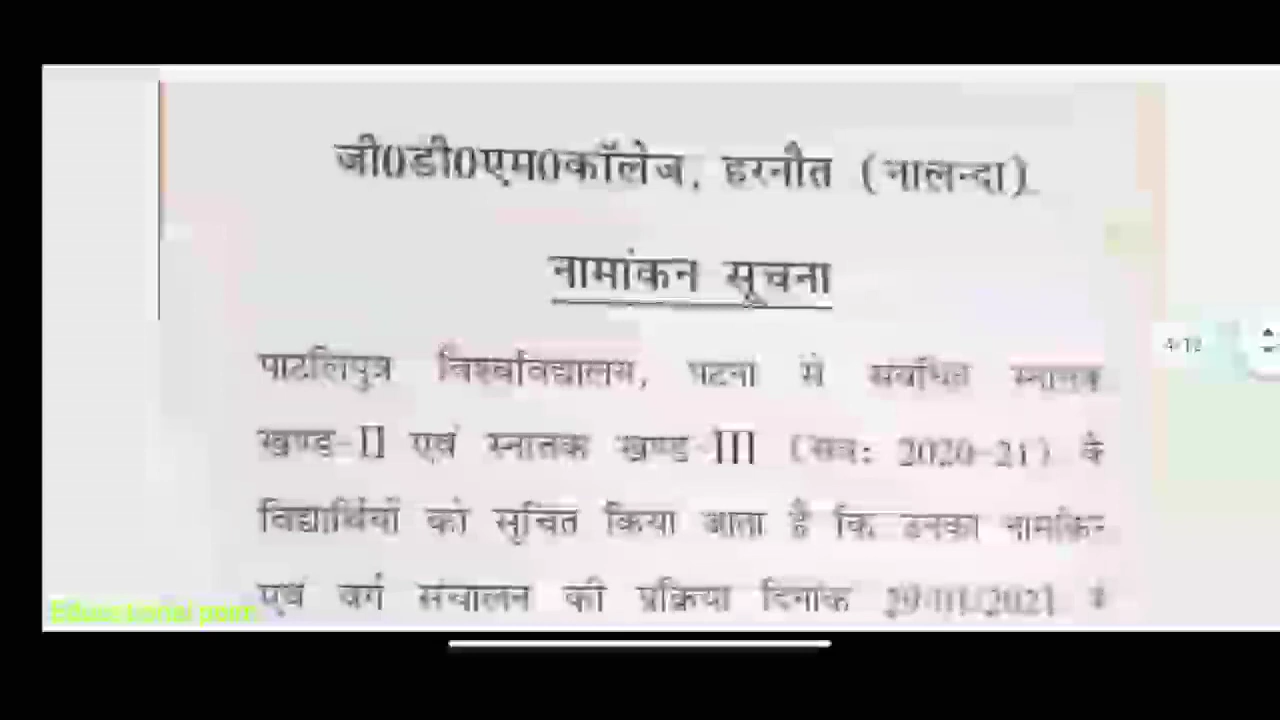 जी0डी0एम0कॉलेज, हरनौत (नालन्दा)
नामांकन सूचना
पाटलिपुत्र विश्वविद्यालय, पटना से संबंधित स्नातक
खण्ड-II एवं स्नातक खण्ड-III (सत्र: 2020-21) के
विद्यार्थियों को सूचित किया जाता है कि उनका नामांकन
एवं वर्ग संचालन की प्रक्रिया दिनांक